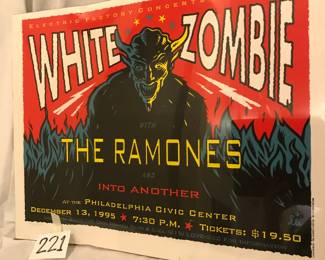 Electric Factory Concerts
WHITE ZOMBIE
WITH
THE RAMONES
AND
INTO ANOTHER
AT THE PHILADELPHIA CIVIC CENTER
DECEMBER 13, 1995 ★ 7:30 P.M. ★ TICKETS: $19.50
221